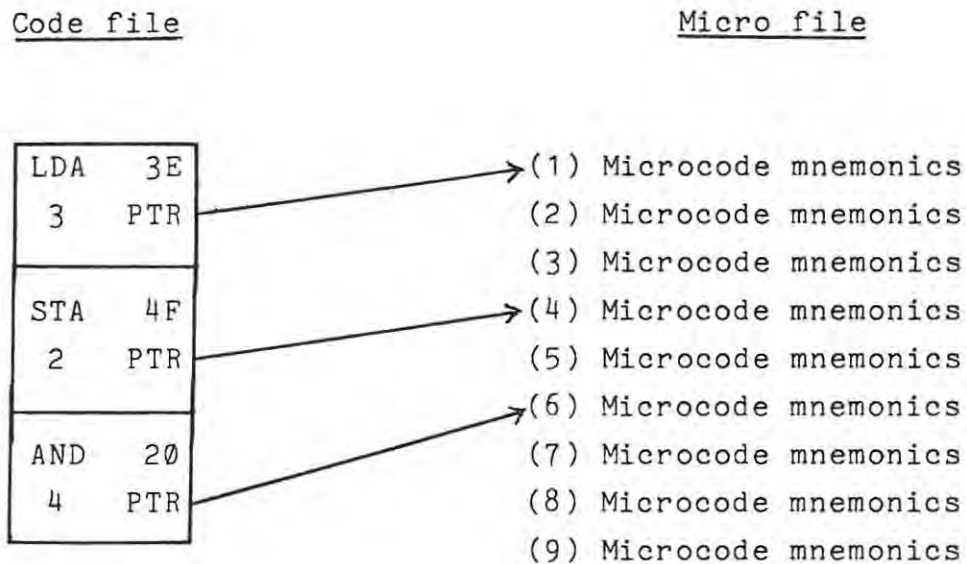 Code file
Micro file
LDA 3E
3 PTR
STA 4F
2 PTR
AND 20
4 PTR
(1) Microcode mnemonics
(2) Microcode mnemonics
(3) Microcode mnemonics
(4) Microcode mnemonics
(5) Microcode mnemonics
(6) Microcode mnemonics
(7) Microcode mnemonics
(8) Microcode mnemonics
(9) Microcode mnemonics